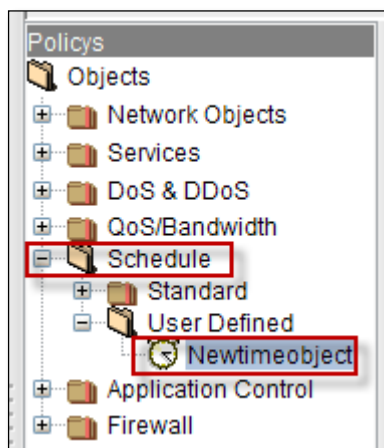 Policys
Objects
Network Objects
Services
DoS & DDoS
QoS/Bandwidth
Schedule
Standard
User Defined
Newtimeobject
Application Control
Firewall